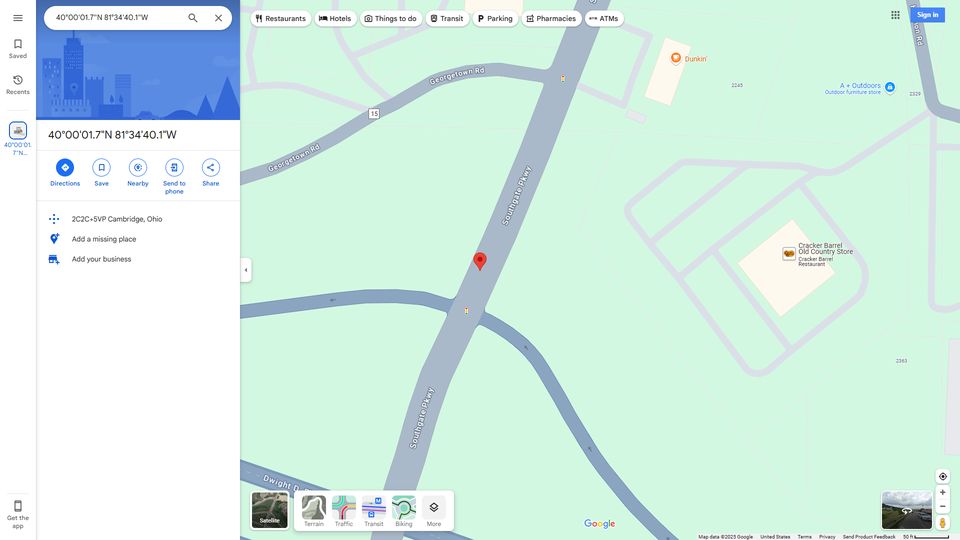 40°00'01.7"N 81°34'40.1"W
Restaurants
Hotels
Things to do
Transit
Parking
Pharmacies
ATMs
Sign in
Saved
Recents
40°00'01.
7"N...
40°00'01.7"N 81°34'40.1"W
Directions
Save
Nearby
Send to
phone
Share
2C2C+5VP Cambridge, Ohio
Add a missing place
Add your business
Get the
app
Georgetown Rd
15
Georgetown Rd
Southgate Pkwy
Southgate Pkwy
Dunkin'
2245
A + Outdoors
Outdoor furniture store
2329
Cracker Barrel
Old Country Store
Cracker Barrel
Restaurant
2363
Dwight D.
Satellite
Terrain
Traffic
Transit
Biking
More
Google
Map data ©2025 Google
United States
Terms
Privacy
Send Product Feedback
50 ft